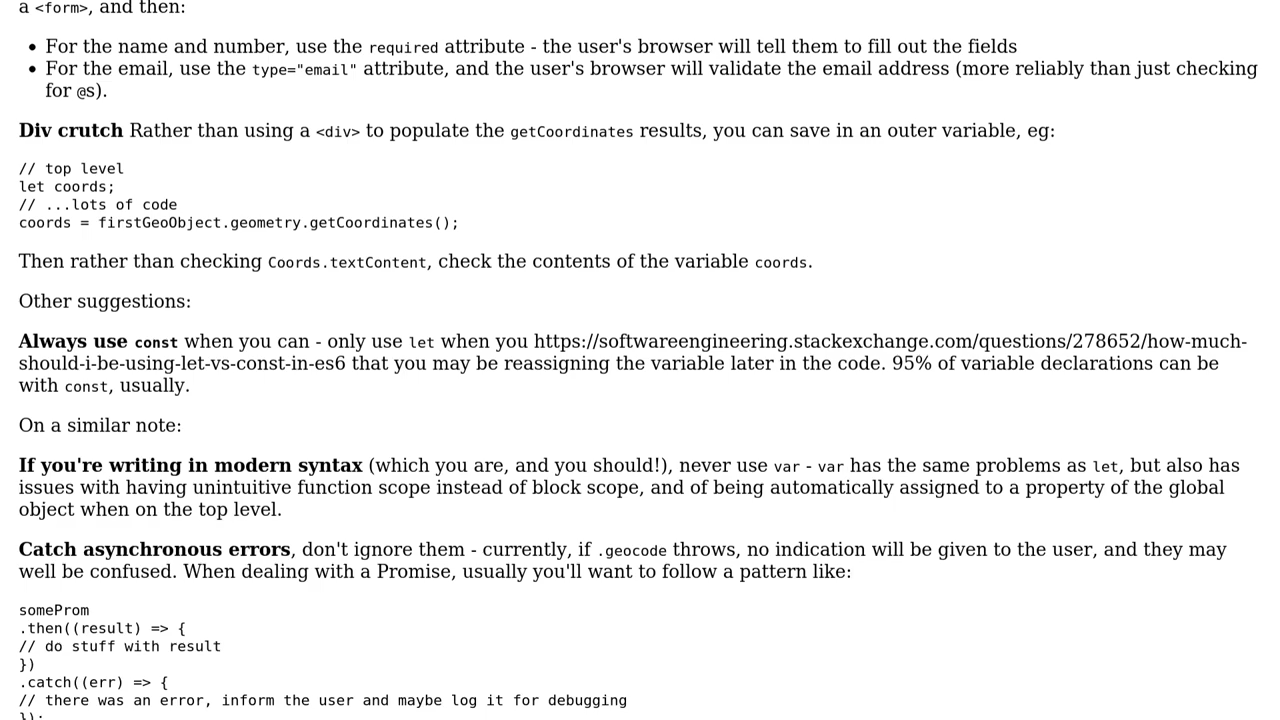 a <form>, and then:
• For the name and number, use the required attribute - the user's browser will tell them to fill out the fields
• For the email, use the type="email" attribute, and the user's browser will validate the email address (more reliably than just checking
for @s).
Div crutch Rather than using a <div> to populate the getCoordinates results, you can save in an outer variable, eg:
// top level
let coords;
// ...lots of code
coords = firstGeoObject.geometry.getCoordinates();
Then rather than checking Coords.textContent, check the contents of the variable coords.
Other suggestions:
Always use const when you can - only use let when you https://softwareengineering.stackexchange.com/questions/278652/how-much-
should-i-be-using-let-vs-const-in-es6 that you may be reassigning the variable later in the code. 95% of variable declarations can be
with const, usually.
On a similar note:
If you're writing in modern syntax (which you are, and you should!), never use var - var has the same problems as let, but also has
issues with having unintuitive function scope instead of block scope, and of being automatically assigned to a property of the global
object when on the top level.
Catch asynchronous errors, don't ignore them - currently, if .geocode throws, no indication will be given to the user, and they may
well be confused. When dealing with a Promise, usually you'll want to follow a pattern like:
someProm
.then((result) => {
// do stuff with result
})
.catch((err) => {
// there was an error, inform the user and maybe log it for debugging
});